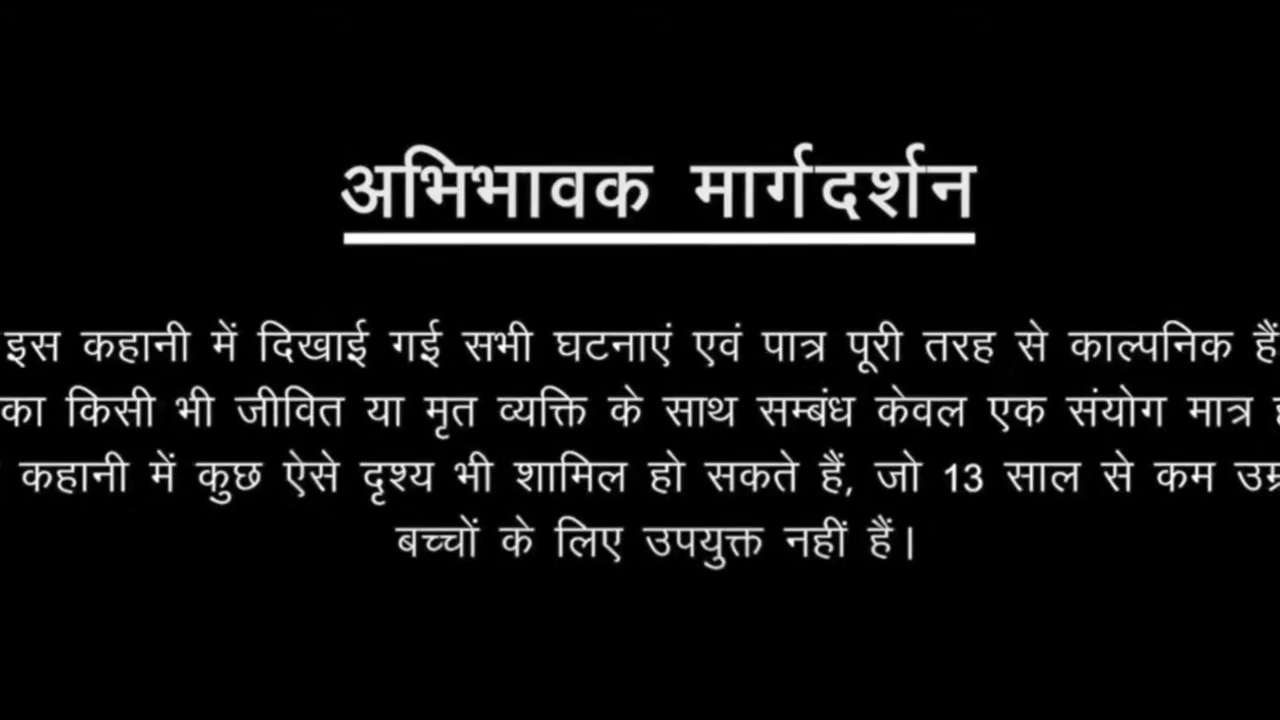 अभिभावक मार्गदर्शन
इस कहानी में दिखाई गई सभी घटनाएं एवं पात्र पूरी तरह से काल्पनिक हैं
का किसी भी जीवित या मृत व्यक्ति के साथ सम्बंध केवल एक संयोग मात्र
कहानी में कुछ ऐसे दृश्य भी शामिल हो सकते हैं, जो 13 साल से कम
बच्चों के लिए उपयुक्त नहीं हैं।